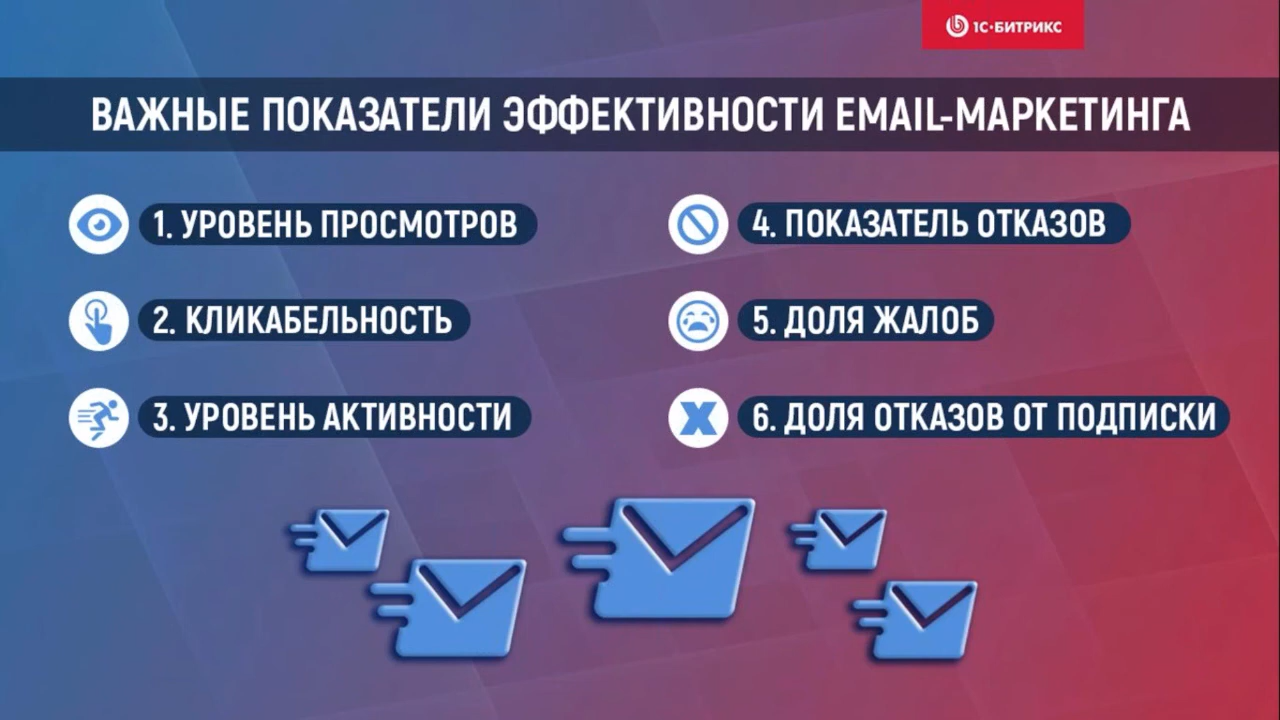 1С·БИТРИКС
ВАЖНЫЕ ПОКАЗАТЕЛИ ЭФФЕКТИВНОСТИ EMAIL-МАРКЕТИНГА
1. УРОВЕНЬ ПРОСМОТРОВ
2. КЛИКАБЕЛЬНОСТЬ
3. УРОВЕНЬ АКТИВНОСТИ
4. ПОКАЗАТЕЛЬ ОТКАЗОВ
5. ДОЛЯ ЖАЛОБ
6. ДОЛЯ ОТКАЗОВ ОТ ПОДПИСКИ